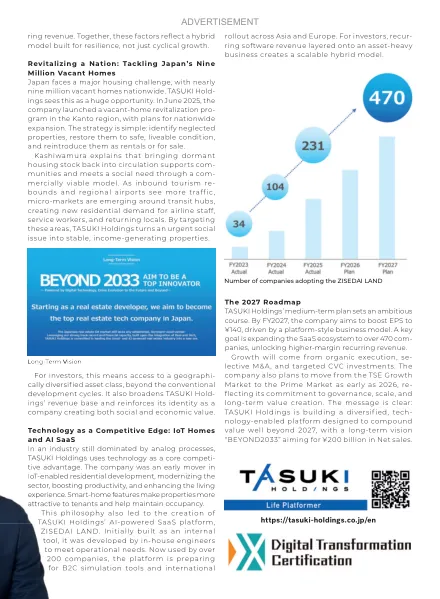 ADVERTISEMENT
ring revenue. Together, these factors reflect a hybrid
model built for resilience, not just cyclical growth.
Revitalizing a Nation: Tackling Japan's Nine
Million Vacant Homes
Japan faces a major housing challenge, with nearly
nine million vacant homes nationwide. TASUKI Hold-
ings sees this as a huge opportunity. In June 2025, the
company launched a vacant-home revitalization pro-
gram in the Kanto region, with plans for nationwide
expansion. The strategy is simple: identify neglected
properties, restore them to safe, liveable condition,
and reintroduce them as rentals or for sale.
Kashiwamura explains that bringing dormant
housing stock back into circulation supports com-
munities and meets a social need through a com-
mercially viable model. As inbound tourism re-
bounds and regional airports see more traffic,
micro-markets are emerging around transit hubs,
creating new residential demand for airline staff,
service workers, and returning locals. By targeting
these areas, TASUKI Holdings turns an urgent social
issue into stable, income-generating properties.
Long-Term Vision
BEYOND 2033 AIM TO BE A
TOP INNOVATOR
Starting as a real estate developer, we aim to become
the top real estate tech company in Japan.
Long-Term Vision
For investors, this means access to a geographi-
cally diversified asset class, beyond the conventional
development cycles. It also broadens TASUKI Hold-
ings' revenue base and reinforces its identity as a
company creating both social and economic value.
Technology as a Competitive Edge: IoT Homes
and AI SaaS
In an industry still dominated by analog processes,
TASUKI Holdings uses technology as a core competi-
tive advantage. The company was an early mover in
IoT-enabled residential development, modernizing the
sector, boosting productivity, and enhancing the living
experience. Smart-home features make properties more
attractive to tenants and help maintain occupancy.
This philosophy also led to the creation of
TASUKI Holdings' AI-powered SaaS platform,
ZISEDAI LAND. Initially built as an internal
tool, it was developed by in-house engineers
to meet operational needs. Now used by over
200 companies, the platform is preparing
for B2C simulation tools and international
rollout across Asia and Europe. For investors, recur-
ring software revenue layered onto an asset-heavy
business creates a scalable hybrid model.
470
231
104
34
FY2023 FY2024 FY2025 FY2026 FY2027
Actual Actual Actual Plan Plan
Number of companies adopting the ZISEDAI LAND
The 2027 Roadmap
TASUKI Holdings' medium-term plan sets an ambitious
course. By FY2027, the company aims to boost EPS to
¥140, driven by a platform-style business model. A key
goal is expanding the SaaS ecosystem to over 470 com-
panies, unlocking higher-margin recurring revenue.
Growth will come from organic execution, se-
lective M&A, and targeted CVC investments. The
company also plans to move from the TSE Growth
Market to the Prime Market as early as 2026, re-
flecting its commitment to governance, scale, and
long-term value creation. The message is clear:
TASUKI Holdings is building a diversified, tech-
nology-enabled platform designed to compound
value well beyond 2027, with a long-term vision
"BEYOND2033" aiming for ¥200 billion in Net sales.
TASUKI
HOLDINGS
Life Platformer
https://tasuki-holdings.co.jp/en
Digital Transformation
Certification